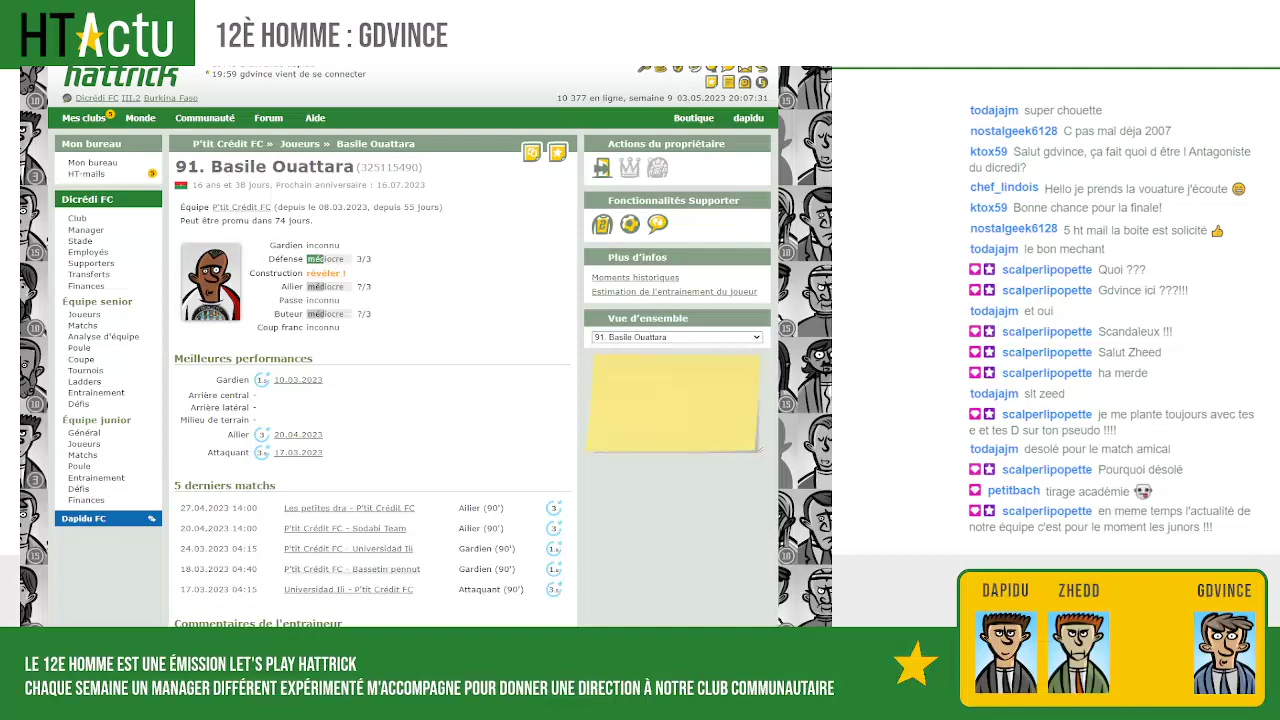 HTActu
12È HOMME : GDVINCE
hattrick
19:59 gdvince vient de se connecter
Dicrédi FC III.2 Burkina Faso
10 377 en ligne, semaine 9 03.05.2023 20:07:31
Mes clubs Monde Communauté Forum Aide Boutique dapidu
Mon bureau
Mon bureau
HT-mails 5
Dicrédi FC
Club
Manager
Stade
Employés
Supporters
Transferts
Finances
Équipe senior
Joueurs
Matchs
Analyse d'équipe
Poule
Coupe
Tournois
Ladders
Entrainement
Défis
Équipe junior
Général
Joueurs
Matchs
Poule
Entrainement
Défis
Finances
Dapidu FC
P'tit Crédit FC » Joueurs » Basile Ouattara
91. Basile Ouattara (325115490)
16 ans et 38 jours, Prochain anniversaire : 16.07.2023
Équipe P'tit Crédit FC (depuis le 08.03.2023, depuis 55 jours)
Peut être promu dans 74 jours.
Gardien inconnu
Défense médiocre 3/3
Construction révéler !
Ailier médiocre ?/3
Passe inconnu
Buteur médiocre ?/3
Coup franc inconnu
Meilleures performances
Gardien 10.03.2023
Arrière central -
Arrière latéral -
Milieu de terrain -
Ailier 3 20.04.2023
Attaquant 17.03.2023
5 derniers matchs
27.04.2023 14:00 Les petites dra - P'tit Crédit FC Ailier (90') 3
20.04.2023 14:00 P'tit Crédit FC - Sodabi Team Ailier (90') 3
24.03.2023 04:15 P'tit Crédit FC - Universidad Ili Gardien (90')
18.03.2023 04:40 P'tit Crédit FC - Bassetin pennut Gardien (90')
17.03.2023 04:15 Universidad Ili - P'tit Crédit FC Attaquant (90')
Commentaires de l'entraineur
Actions du propriétaire
Fonctionnalités Supporter
Plus d'infos
Moments historiques
Estimation de l'entrainement du joueur
Vue d'ensemble
91. Basile Ouattara
todajajm super chouette
nostalgeek6128 C pas mal déja 2007
ktox59 Salut gdvince, ça fait quoi d être l Antagoniste
du dicredi?
chef_lindois Hello je prends la vouature j'écoute
ktox59 Bonne chance pour la finale!
nostalgeek6128 5 ht mail la boite est solicité
todajajm le bon mechant
scalperlipopette Quoi ???
scalperlipopette Gdvince ici ???!!!
todajajm et oui
scalperlipopette Scandaleux !!!
scalperlipopette Salut Zheed
scalperlipopette ha merde
todajajm slt zeed
scalperlipopette je me plante toujours avec tes
e et tes D sur ton pseudo !!!!
todajajm desolé pour le match amical
scalperlipopette Pourquoi désolé
petitbach tirage académie
scalperlipopette en meme temps l'actualité de
notre équipe c'est pour le moment les junors !!!
DAPIDU ZHEDD GDVINCE
LE 12E HOMME EST UNE ÉMISSION LET'S PLAY HATTRICK
CHAQUE SEMAINE UN MANAGER DIFFÉRENT EXPÉRIMENTÉ M'ACCOMPAGNE POUR DONNER UNE DIRECTION À NOTRE CLUB COMMUNAUTAIRE